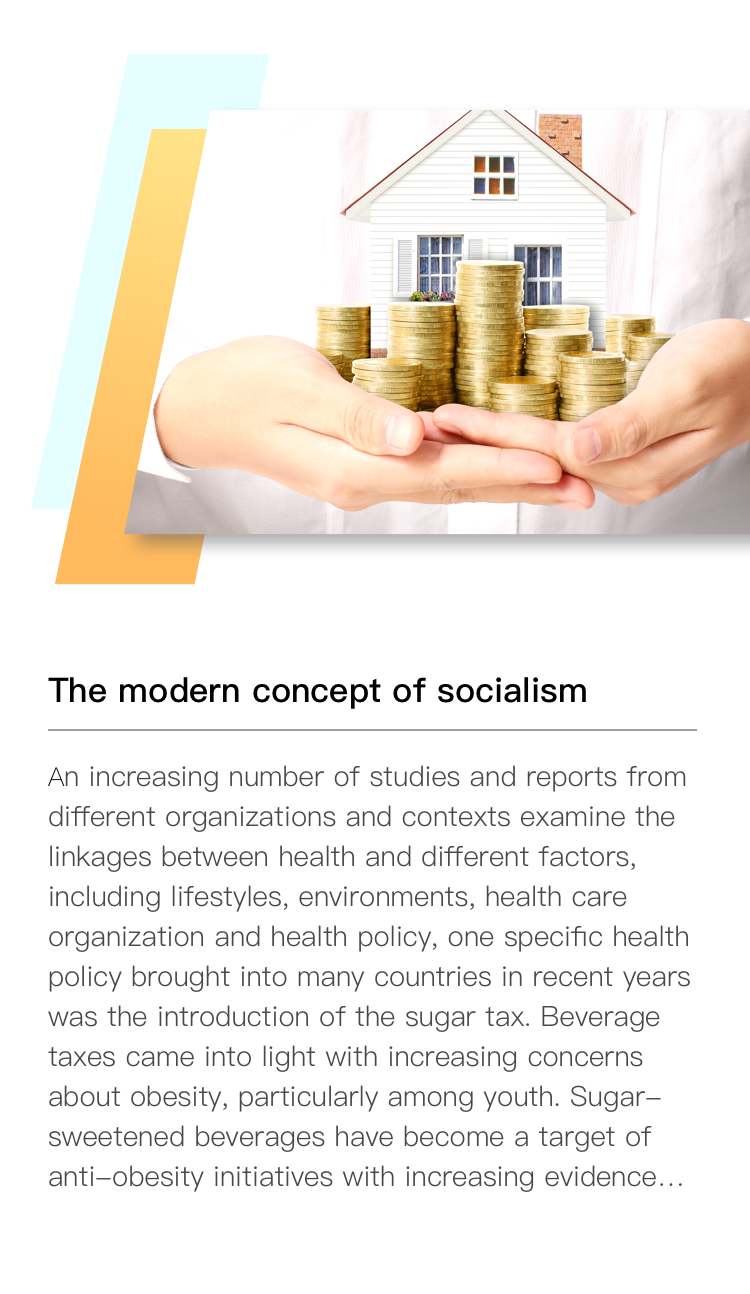 The modern concept of socialism
An increasing number of studies and reports from
different organizations and contexts examine the
linkages between health and different factors,
including lifestyles, environments, health care
organization and health policy, one specific health
policy brought into many countries in recent years
was the introduction of the sugar tax. Beverage
taxes came into light with increasing concerns
about obesity, particularly among youth. Sugar–
sweetened beverages have become a target of
anti–obesity initiatives with increasing evidence...